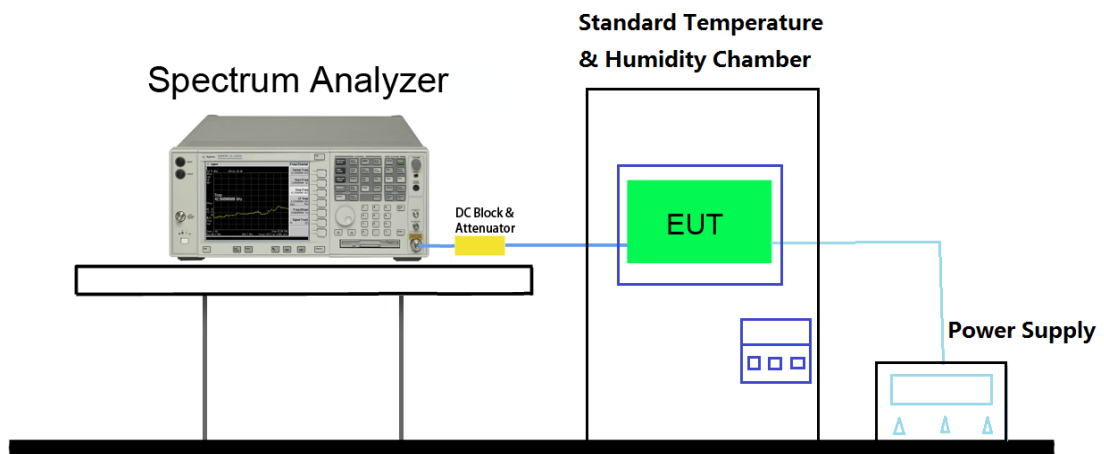 Standard Temperature
& Humidity Chamber
Spectrum Analyzer
DC Block &
Attenuator
EUT
Power Supply